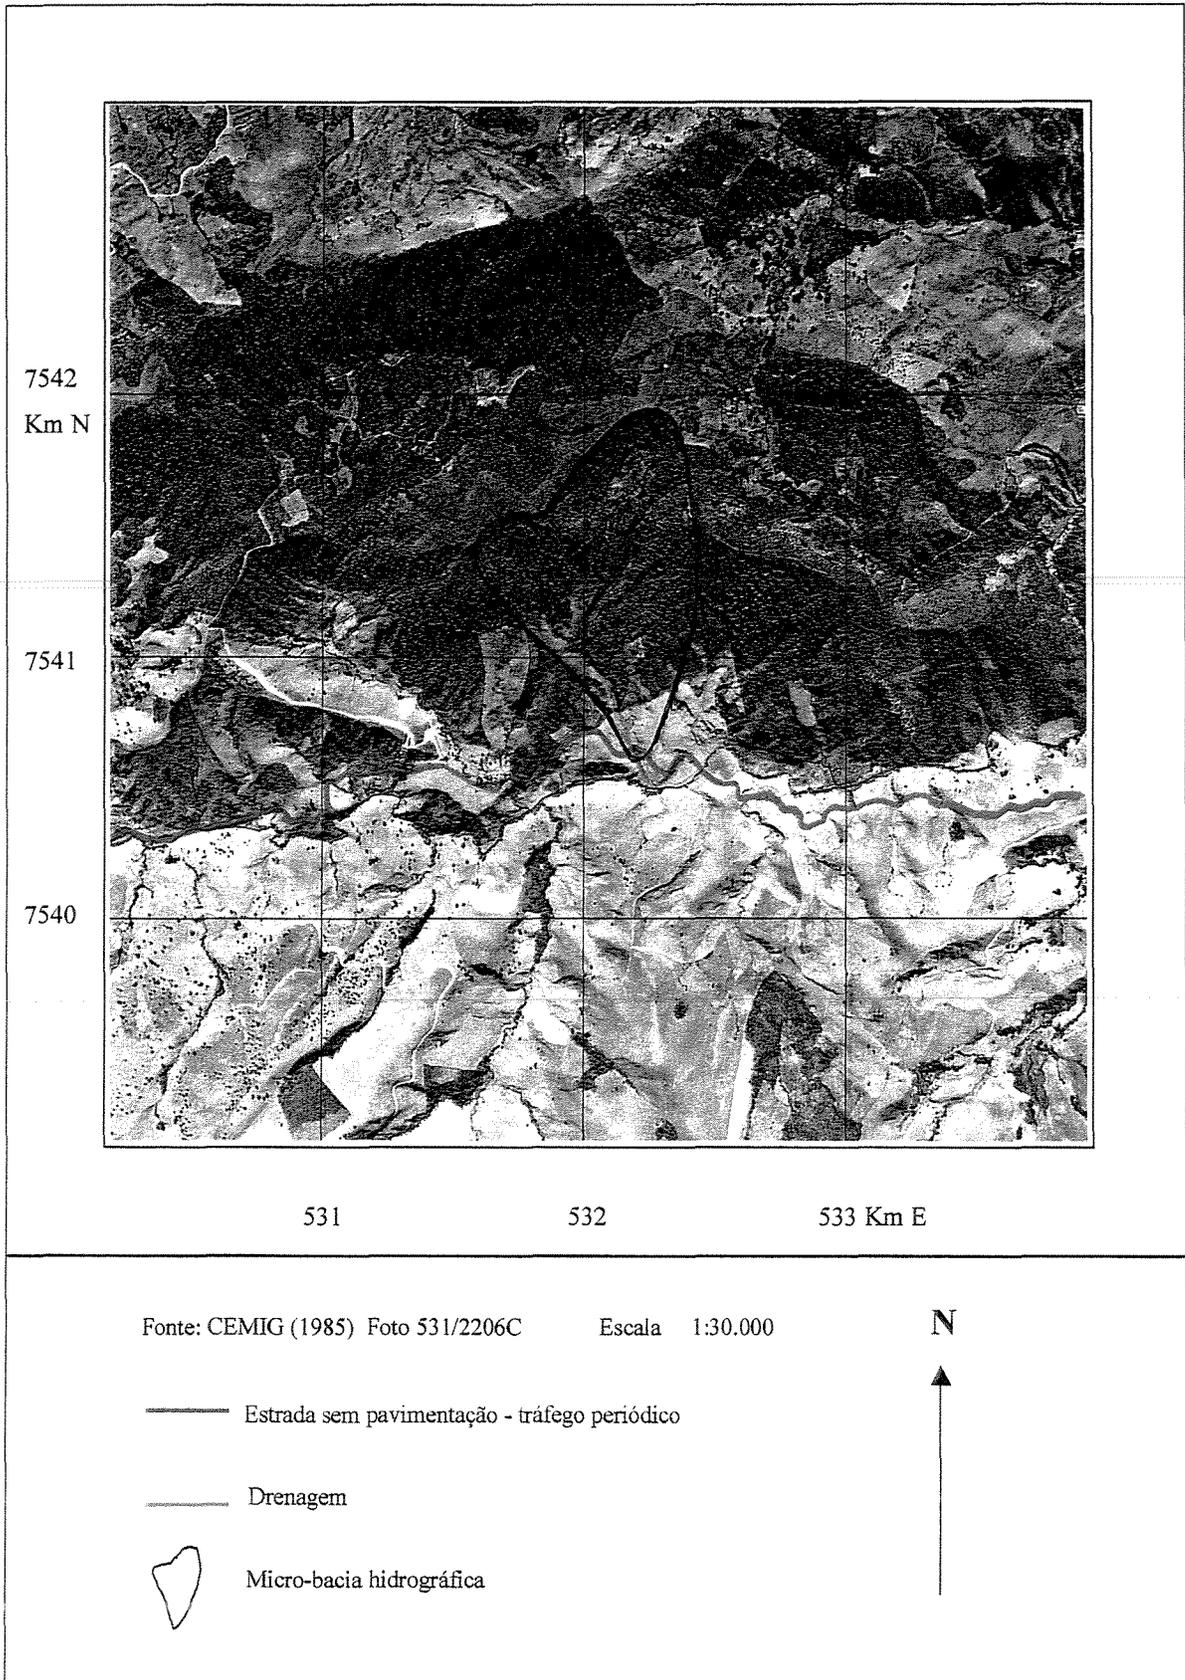 7542
Km N
7541
7540
531 532 533 Km E
Fonte: CEMIG (1985) Foto 531/2206C Escala 1:30.000 N
Estrada sem pavimentação - tráfego periódico
Drenagem
Micro-bacia hidrográfica